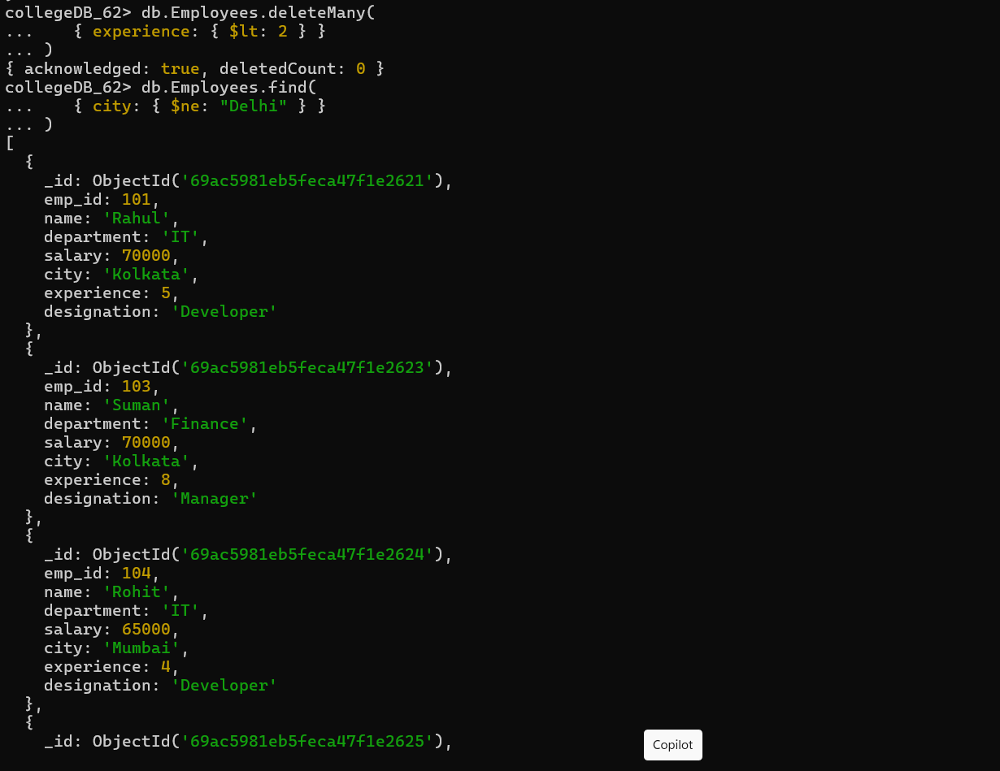 collegeDB_62> db.Employees.deleteMany(
...    { experience: { $lt: 2 } }
... )
{ acknowledged: true, deletedCount: 0 }
collegeDB_62> db.Employees.find(
...    { city: { $ne: "Delhi" } }
... )
[
  {
    _id: ObjectId('69ac5981eb5feca47f1e2621'),
    emp_id: 101,
    name: 'Rahul',
    department: 'IT',
    salary: 70000,
    city: 'Kolkata',
    experience: 5,
    designation: 'Developer'
  },
  {
    _id: ObjectId('69ac5981eb5feca47f1e2623'),
    emp_id: 103,
    name: 'Suman',
    department: 'Finance',
    salary: 70000,
    city: 'Kolkata',
    experience: 8,
    designation: 'Manager'
  },
  {
    _id: ObjectId('69ac5981eb5feca47f1e2624'),
    emp_id: 104,
    name: 'Rohit',
    department: 'IT',
    salary: 65000,
    city: 'Mumbai',
    experience: 4,
    designation: 'Developer'
  },
  {
    _id: ObjectId('69ac5981eb5feca47f1e2625'),
Copilot